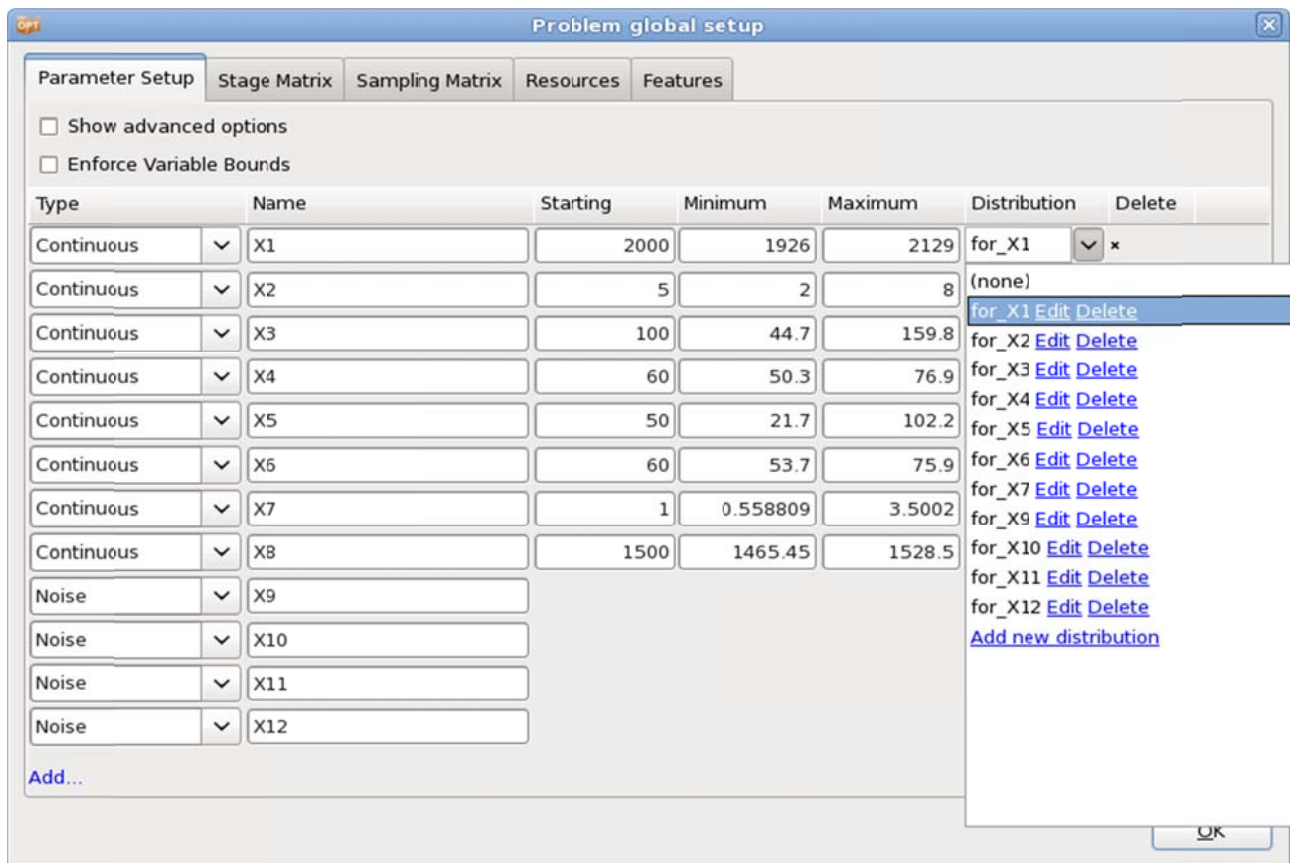 OPT Problem global setup
Parameter Setup Stage Matrix Sampling Matrix Resources Features
Show advanced options
Enforce Variable Bounds
Type Name Starting Minimum Maximum Distribution Delete
Continuous X1 2000 1926 2129 for_X1 ×
(none)
Continuous X2 5 2 8
for_X1 Edit Delete
Continuous X3 100 44.7 159.8
for_X2 Edit Delete
for_X3 Edit Delete
Continuous X4 60 50.3 76.9
for_X4 Edit Delete
Continuous X5 50 21.7 102.2
for_X5 Edit Delete
Continuous X6 60 53.7 75.9
for_X6 Edit Delete
for_X7 Edit Delete
Continuous X7 1 0.558809 3.5002
for_X9 Edit Delete
Continuous X8 1500 1465.45 1528.5
for_X10 Edit Delete
for_X11 Edit Delete
Noise X9
for_X12 Edit Delete
Noise X10
Add new distribution
Noise X11
Noise X12
Add...
OK